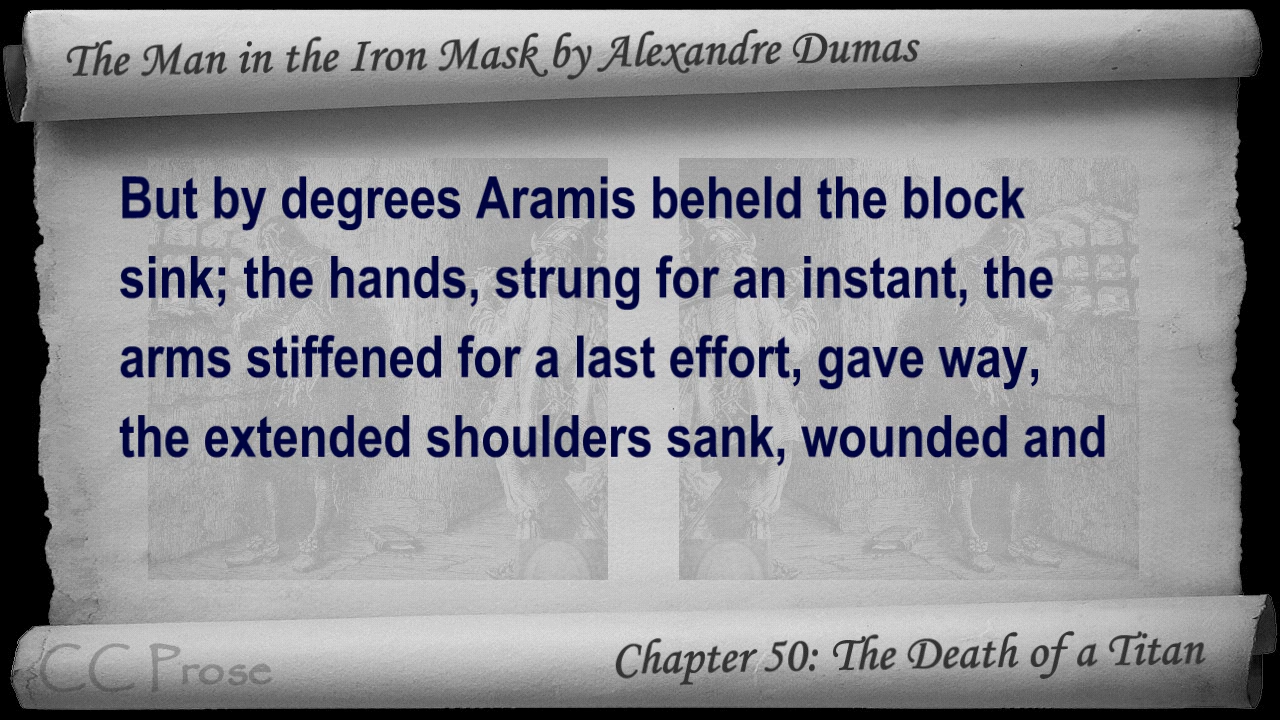 The Man in the Iron Mask by Alexandre Dumas
But by degrees Aramis beheld the block
sink; the hands, strung for an instant, the
arms stiffened for a last effort, gave way,
the extended shoulders sank, wounded and
CC Prose
Chapter 50: The Death of a Titan